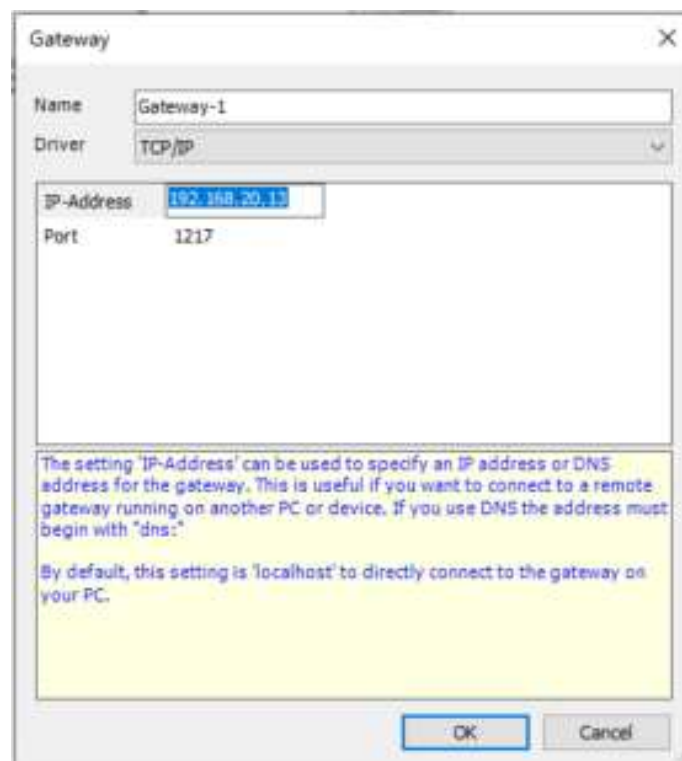 Gateway
Name Gateway-1
Driver TCP/IP
IP-Address 192.168.20.13
Port 1217
The setting 'IP-Address' can be used to specify an IP address or DNS
address for the gateway. This is useful if you want to connect to a remote
gateway running on another PC or device. If you use DNS the address must
begin with "dns:"
By default, this setting is 'localhost' to directly connect to the gateway on
your PC.
OK Cancel